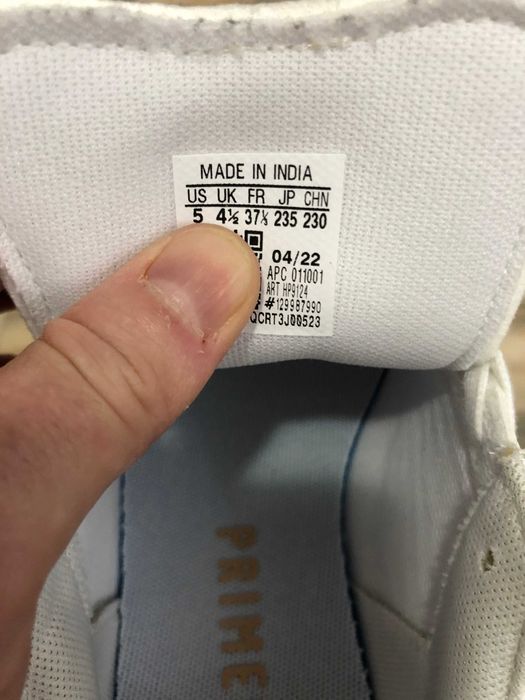 MADE IN INDIA
US UK FR JP CHN
5 4½ 37⅓ 235 230
04/22
APC 011001
ART HP9124
#129987990
QCRT3J00523
PRIME